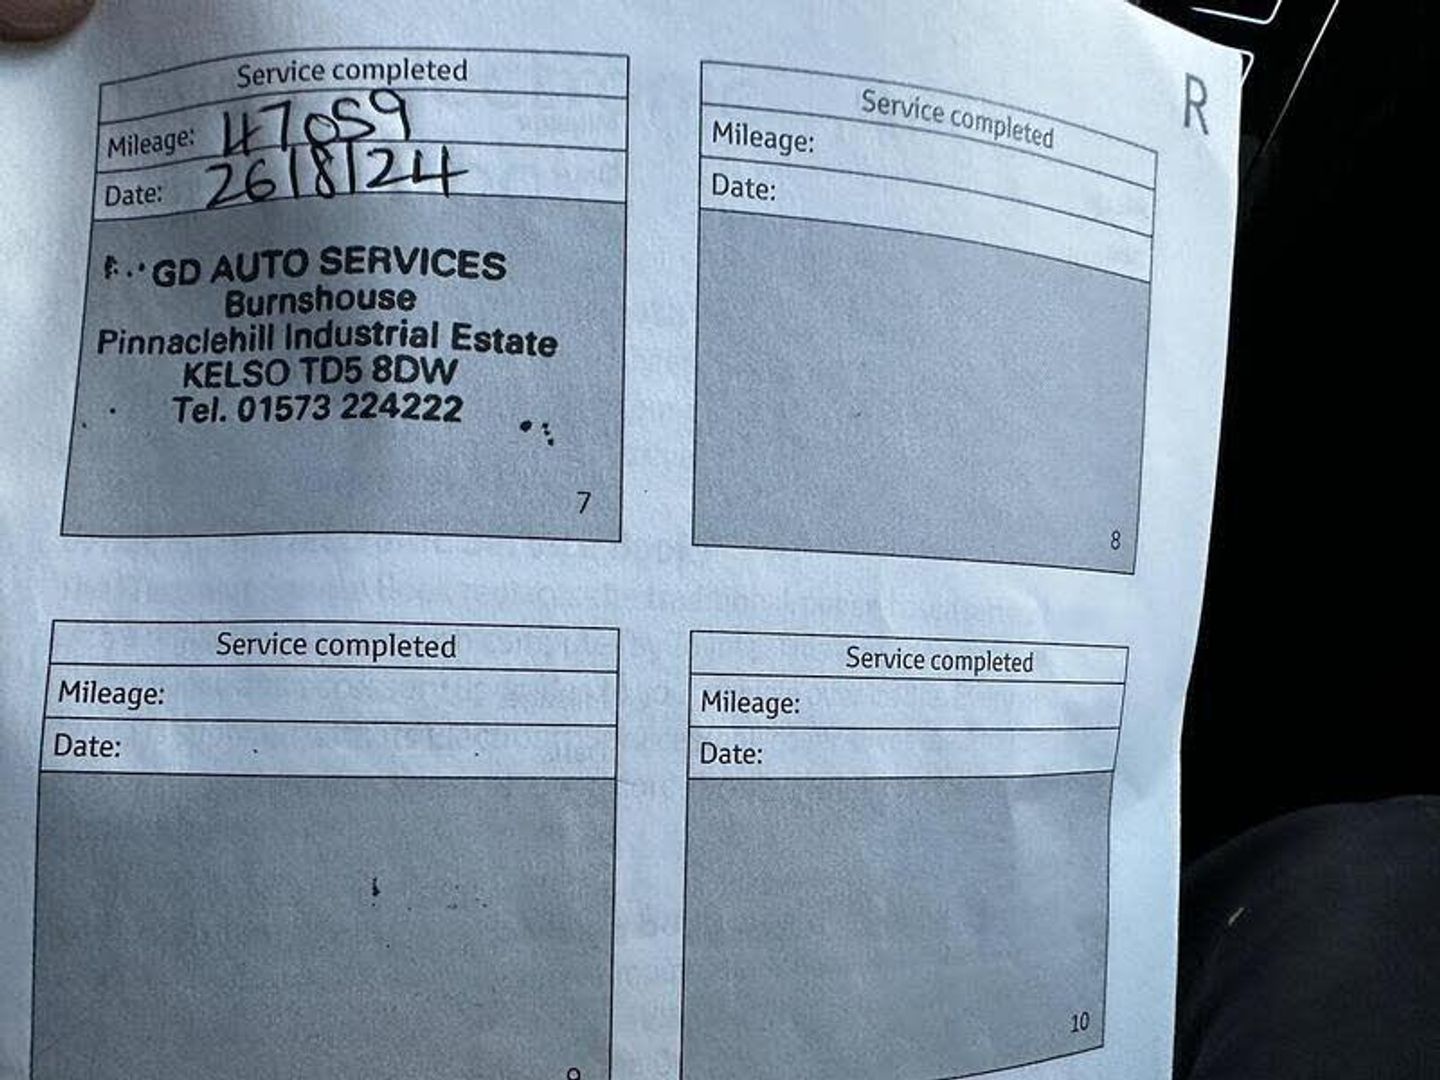 R
Service completed
Mileage: 47059
Date: 26/8/24
GD AUTO SERVICES
Burnshouse
Pinnaclehill Industrial Estate
KELSO TD5 8DW
Tel. 01573 224222
7
Service completed
Mileage:
Date:
8
Service completed
Mileage:
Date:
9
Service completed
Mileage:
Date:
10